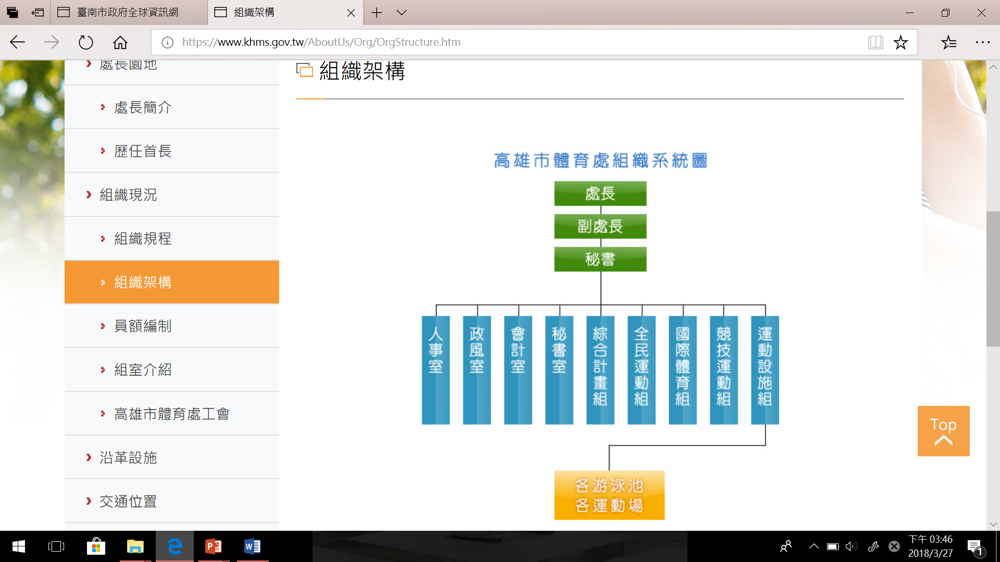 臺南市政府全球資訊網
組織架構
https://www.khms.gov.tw/AboutUs/Org/OrgStructure.htm
處長園地
處長簡介
歷任首長
組織現況
組織規程
組織架構
員額編制
組室介紹
高雄市體育處工會
沿革設施
交通位置
組織架構
高雄市體育處組織系統圖
處長
副處長
秘書
人事室
政風室
會計室
秘書室
綜合計畫組
全民運動組
國際體育組
競技運動組
運動設施組
各游泳池
各運動場
Top
下午 03:46
2018/3/27
1